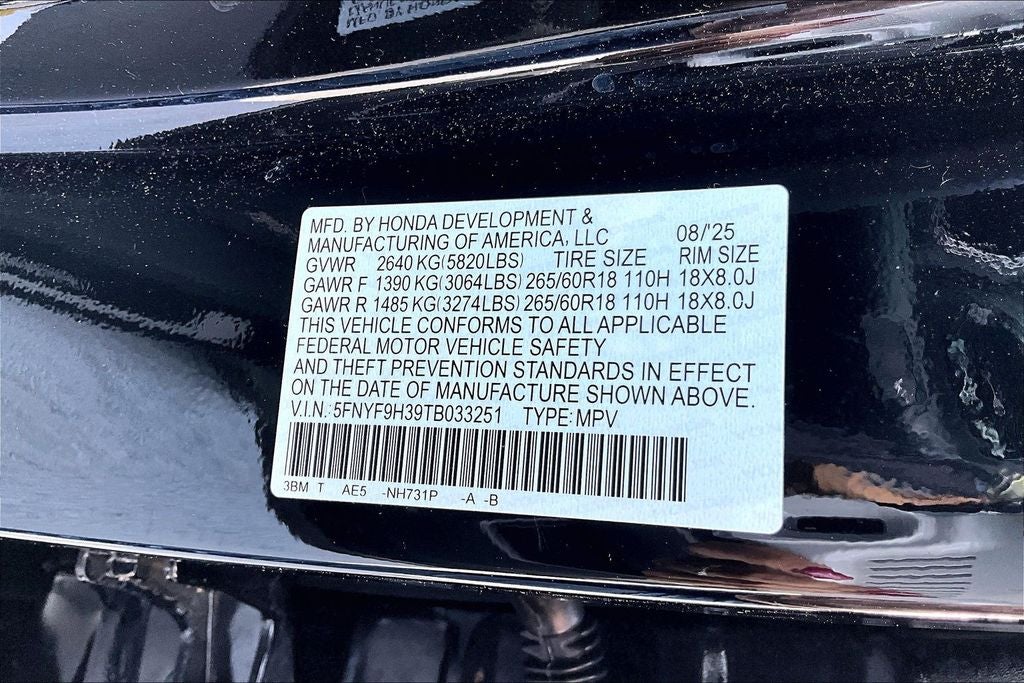 MFD. BY HONDA DEVELOPMENT &
MANUFACTURING OF AMERICA, LLC 08/'25
GVWR 2640 KG(5820LBS) TIRE SIZE RIM SIZE
GAWR F 1390 KG(3064LBS) 265/60R18 110H 18X8.0J
GAWR R 1485 KG(3274LBS) 265/60R18 110H 18X8.0J
THIS VEHICLE CONFORMS TO ALL APPLICABLE
FEDERAL MOTOR VEHICLE SAFETY
AND THEFT PREVENTION STANDARDS IN EFFECT
ON THE DATE OF MANUFACTURE SHOWN ABOVE.
V.I.N.: 5FNYF9H39TB033251 TYPE: MPV
3BM T AE5 -NH731P -A -B